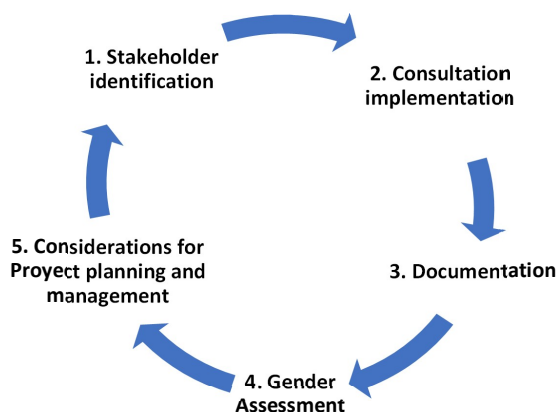 1. Stakeholder
identification
2. Consultation
implementation
3. Documentation
4. Gender
Assessment
5. Considerations for
Proyect planning and
management